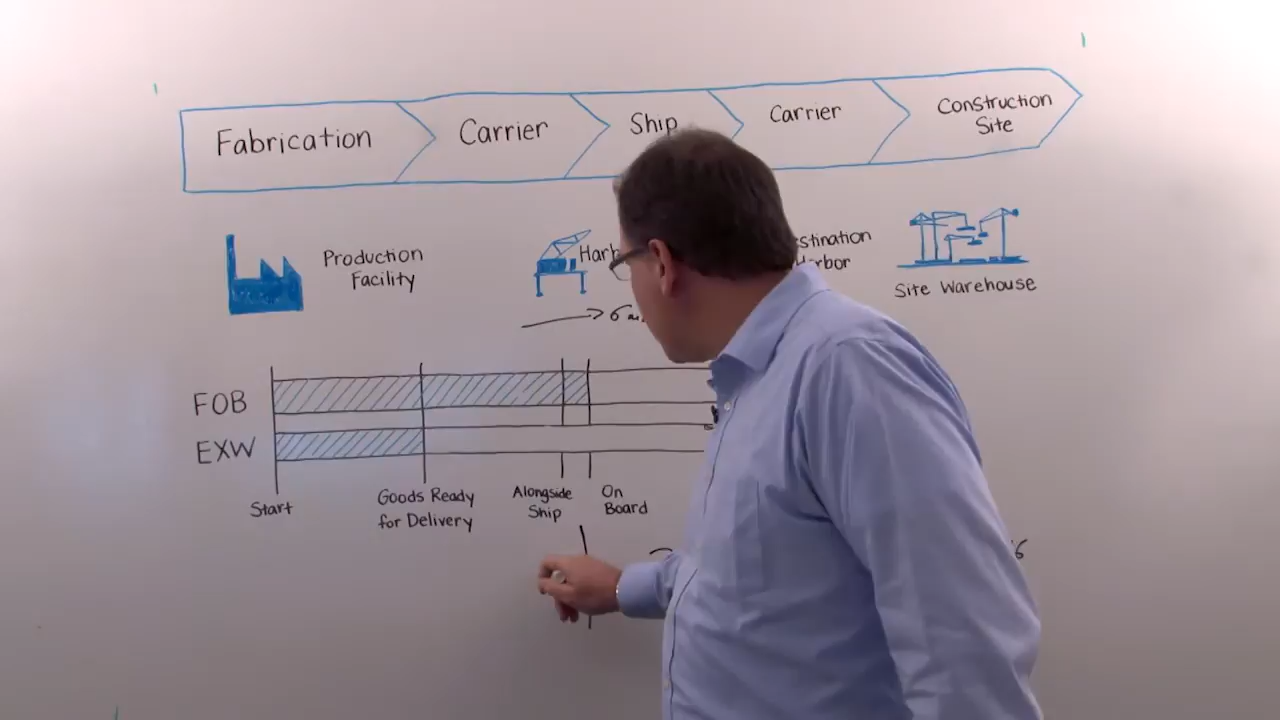 Fabrication
Carrier
Ship
Carrier
Construction
Site
Production
Facility
Site Warehouse
FOB
EXW
Start
Goods Ready
for Delivery
Alongside
Ship
On
Board